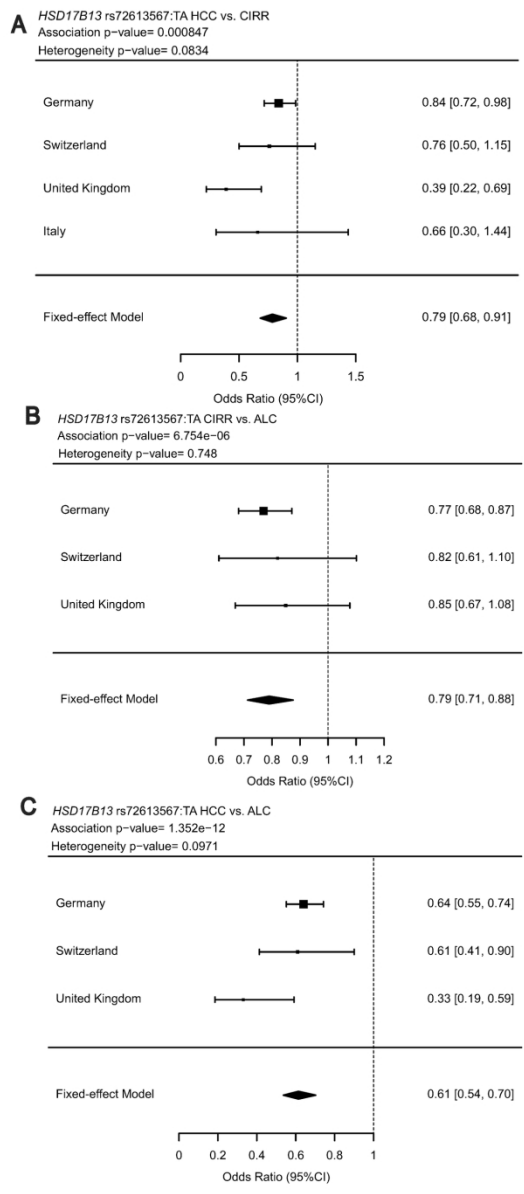 A
HSD17B13 rs72613567:TA HCC vs. CIRR
Association p−value= 0.000847
Heterogeneity p−value= 0.0834
Germany 0.84 [0.72, 0.98]
Switzerland 0.76 [0.50, 1.15]
United Kingdom 0.39 [0.22, 0.69]
Italy 0.66 [0.30, 1.44]
Fixed−effect Model 0.79 [0.68, 0.91]
0 0.5 1 1.5
Odds Ratio (95%CI)
B
HSD17B13 rs72613567:TA CIRR vs. ALC
Association p−value= 6.754e−06
Heterogeneity p−value= 0.748
Germany 0.77 [0.68, 0.87]
Switzerland 0.82 [0.61, 1.10]
United Kingdom 0.85 [0.67, 1.08]
Fixed−effect Model 0.79 [0.71, 0.88]
0.6 0.7 0.8 0.9 1 1.1 1.2
Odds Ratio (95%CI)
C
HSD17B13 rs72613567:TA HCC vs. ALC
Association p−value= 1.352e−12
Heterogeneity p−value= 0.0971
Germany 0.64 [0.55, 0.74]
Switzerland 0.61 [0.41, 0.90]
United Kingdom 0.33 [0.19, 0.59]
Fixed−effect Model 0.61 [0.54, 0.70]
0 0.2 0.4 0.6 0.8 1
Odds Ratio (95%CI)